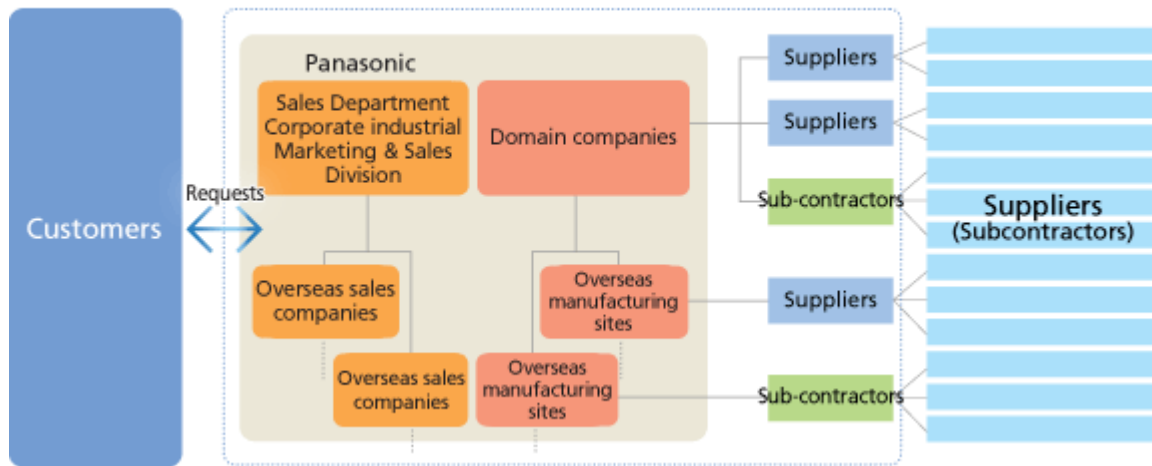 Customers
Requests
Panasonic
Sales Department
Corporate industrial
Marketing & Sales
Division
Domain companies
Overseas sales
companies
Overseas sales
companies
Overseas
manufacturing
sites
Overseas
manufacturing
sites
Suppliers
Suppliers
Sub-contractors
Suppliers
Sub-contractors
Suppliers
(Subcontractors)